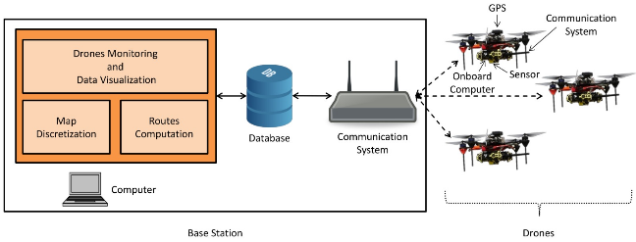 Drones Monitoring
and
Data Visualization
Map
Discretization
Routes
Computation
Computer
Database
Communication
System
Base Station
GPS
Communication
System
Onboard
Computer
Sensor
Drones